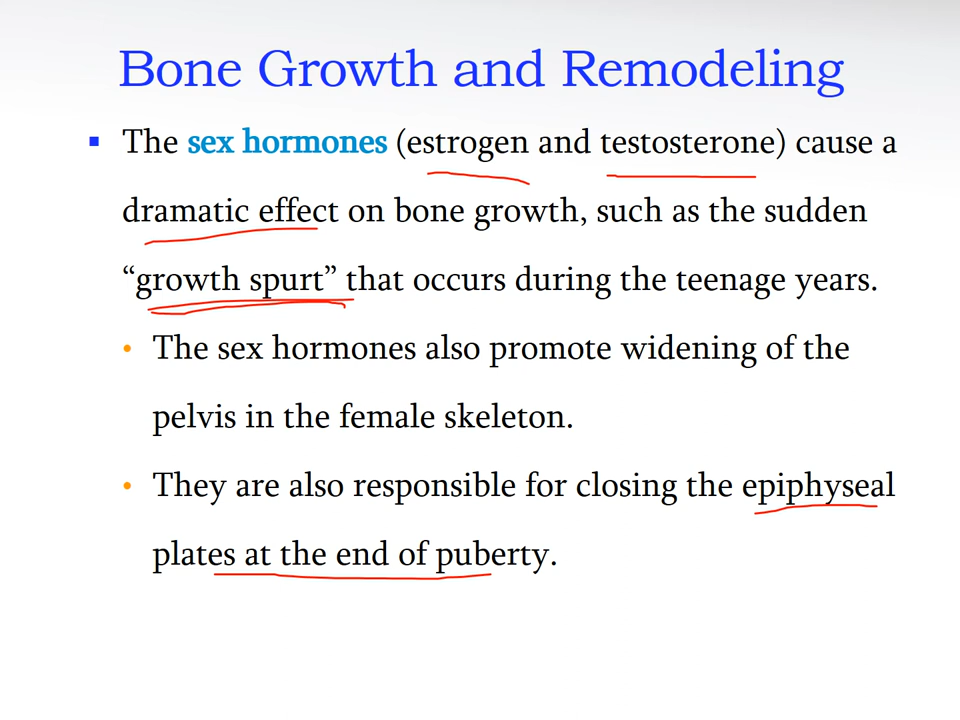 Bone Growth and Remodeling
▪ The sex hormones (estrogen and testosterone) cause a
dramatic effect on bone growth, such as the sudden
“growth spurt” that occurs during the teenage years.
• The sex hormones also promote widening of the
pelvis in the female skeleton.
• They are also responsible for closing the epiphyseal
plates at the end of puberty.